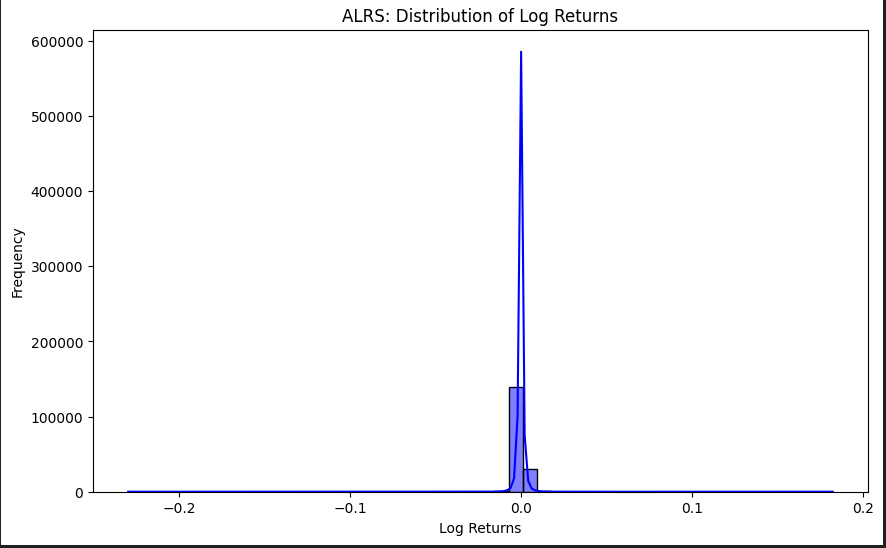 ALRS: Distribution of Log Returns
600000
500000
400000
300000
200000
100000
0
Frequency
−0.2 −0.1 0.0 0.1 0.2
Log Returns